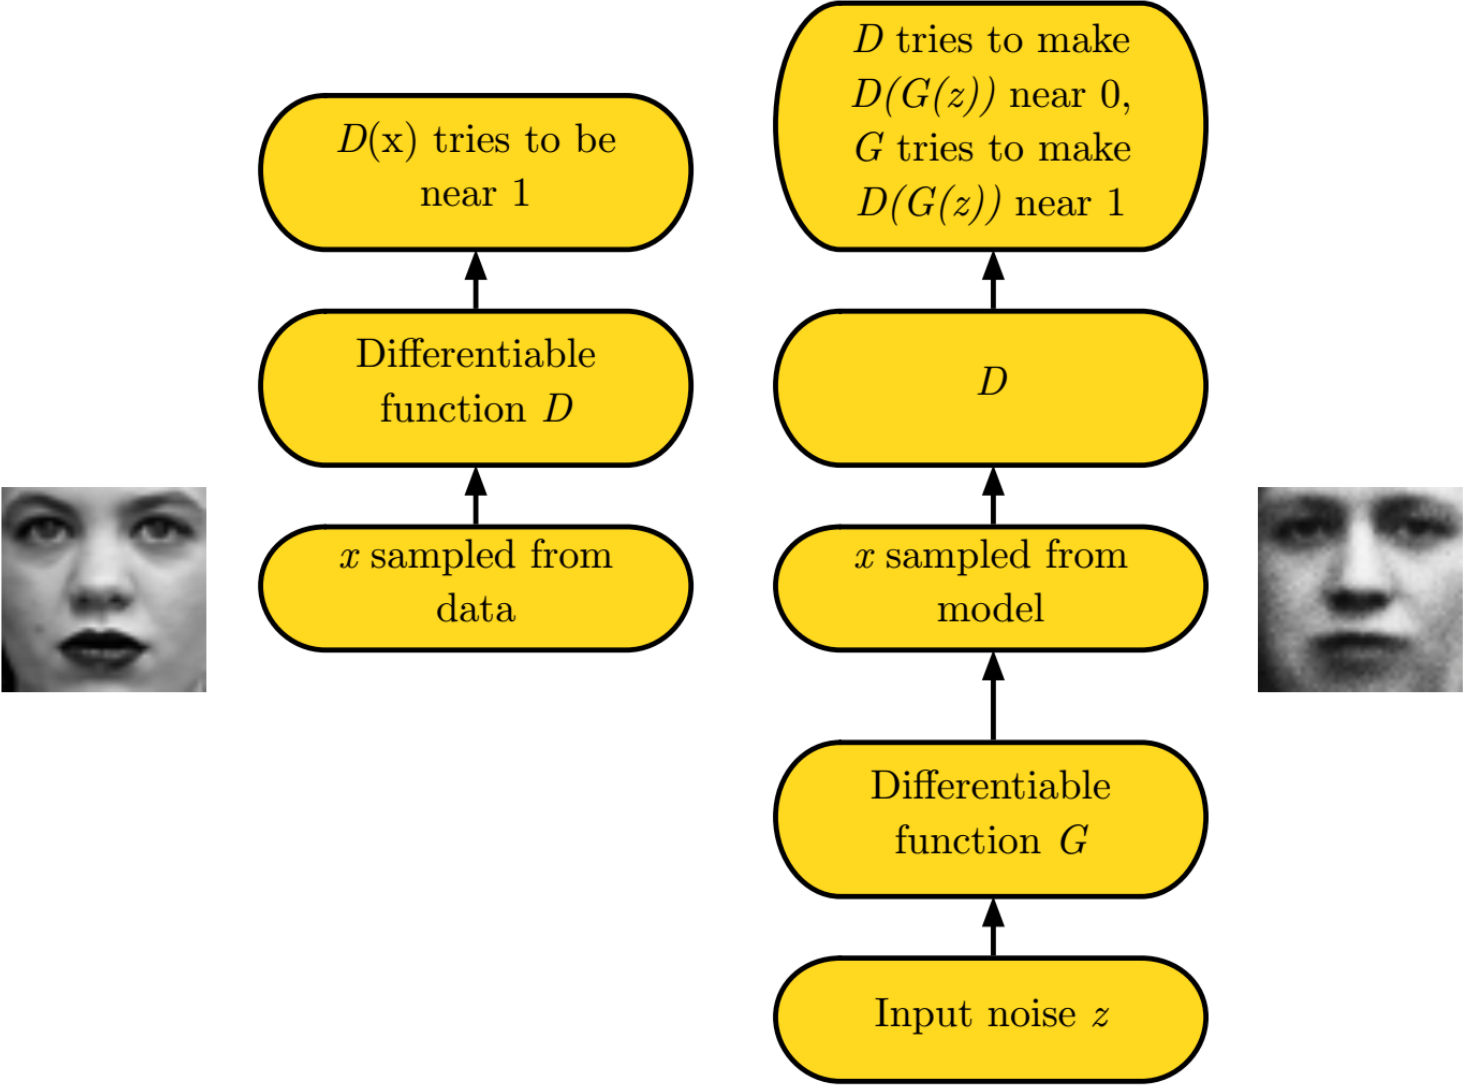 D(x) tries to be
near 1
Differentiable
function D
x sampled from
data
D tries to make
D(G(z)) near 0,
G tries to make
D(G(z)) near 1
D
x sampled from
model
Differentiable
function G
Input noise z